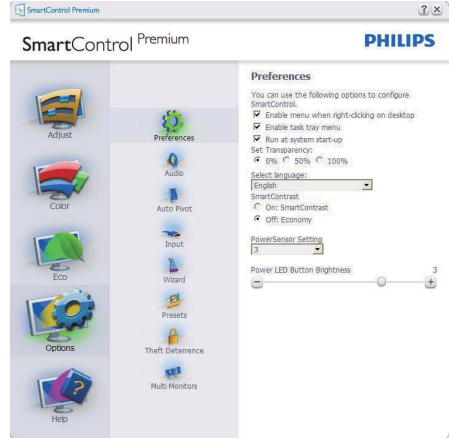 SmartControl Premium
SmartControl Premium
PHILIPS
Adjust
Color
Eco
Options
Help
Preferences
Audio
Auto Pivot
Input
Wizard
Presets
Theft Deterrence
Multi Monitors
Preferences
You can use the following options to configure
SmartControl.
Enable menu when right-clicking on desktop
Enable task tray menu
Run at system start-up
Set Transparency:
0% 50% 100%
Select language:
English
SmartContrast
On: SmartContrast
Off: Economy
PowerSensor Setting
3
Power LED Button Brightness 3